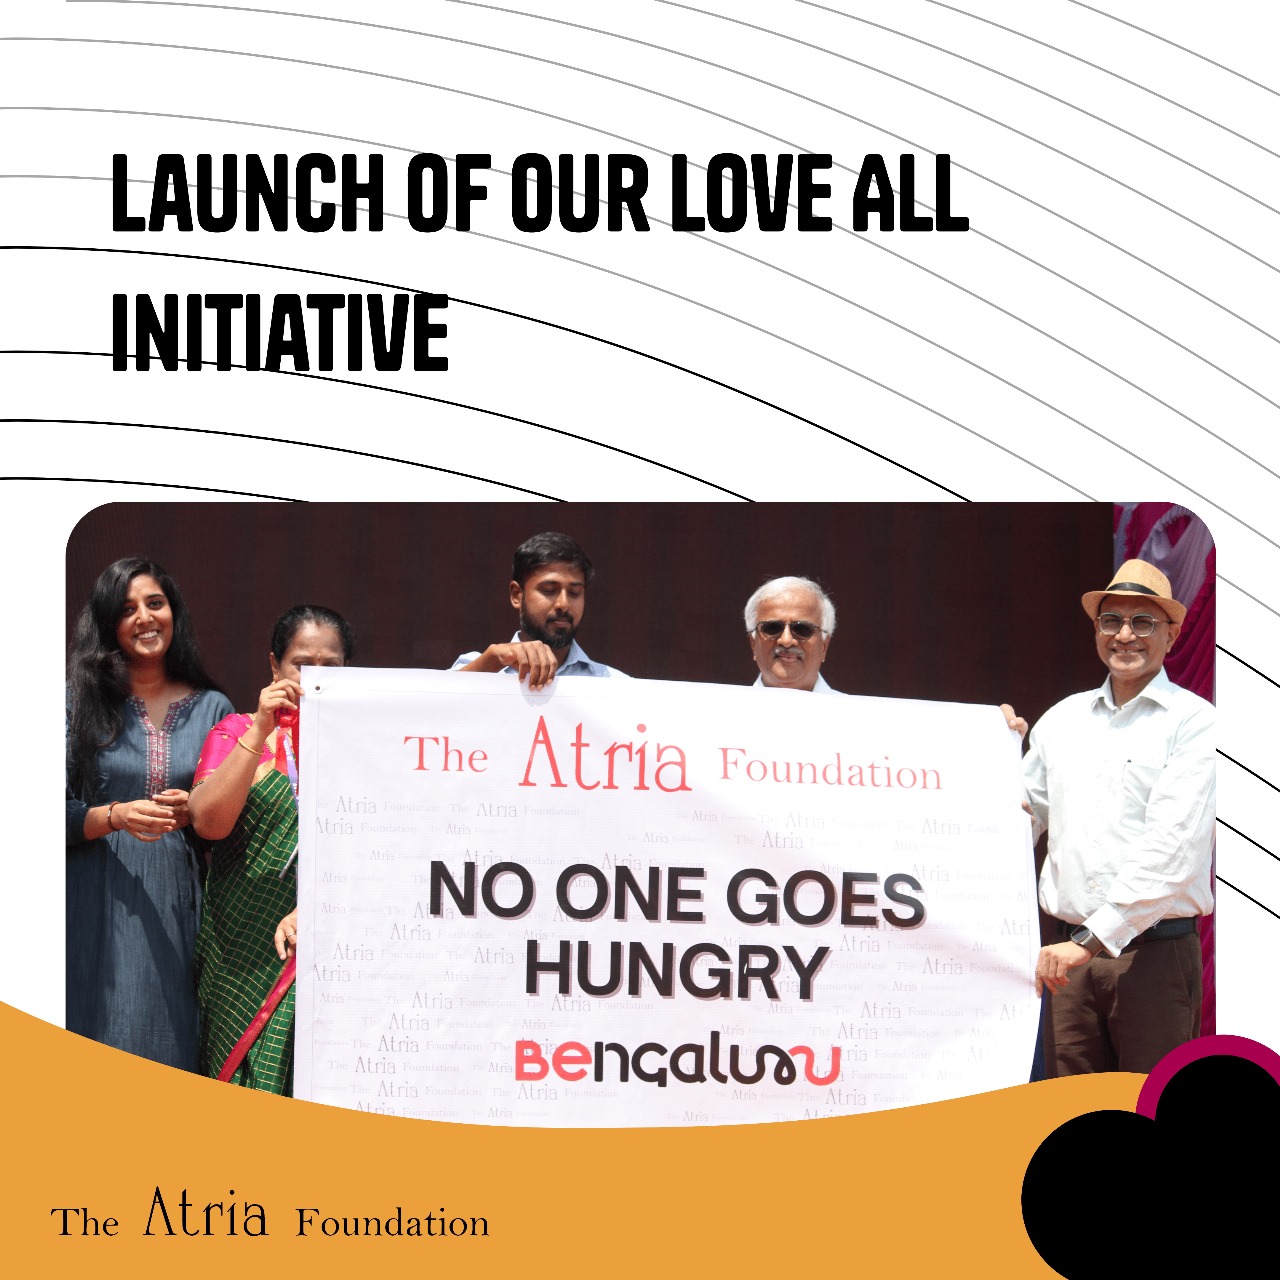 LAUNCH OF OUR LOVE ALL
INITIATIVE
The Atria Foundation
NO ONE GOES
HUNGRY
Bengaluru
The Atria Foundation